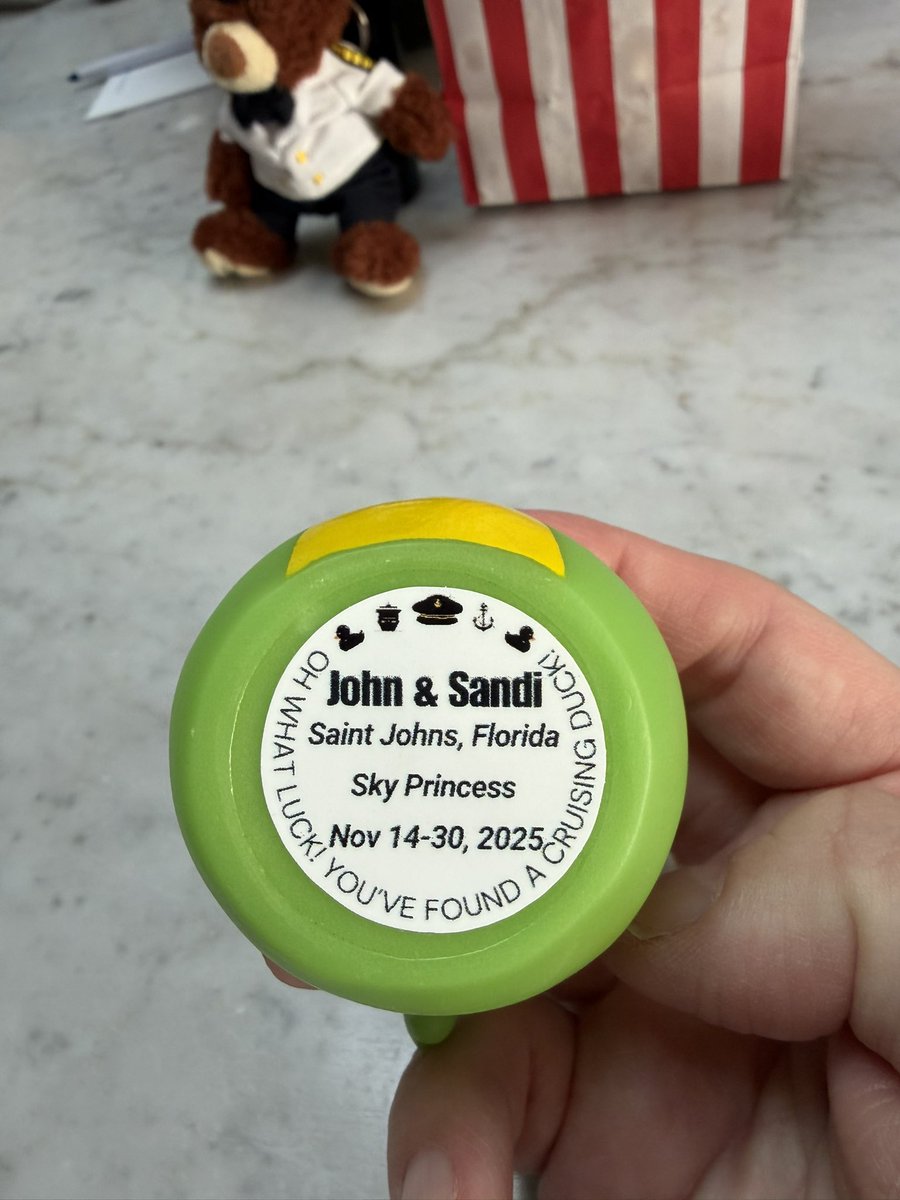 John & Sandi
Saint Johns, Florida
Sky Princess
Nov 14-30, 2025
OH WHAT LUCK! YOU'VE FOUND A CRUISING DUCK!